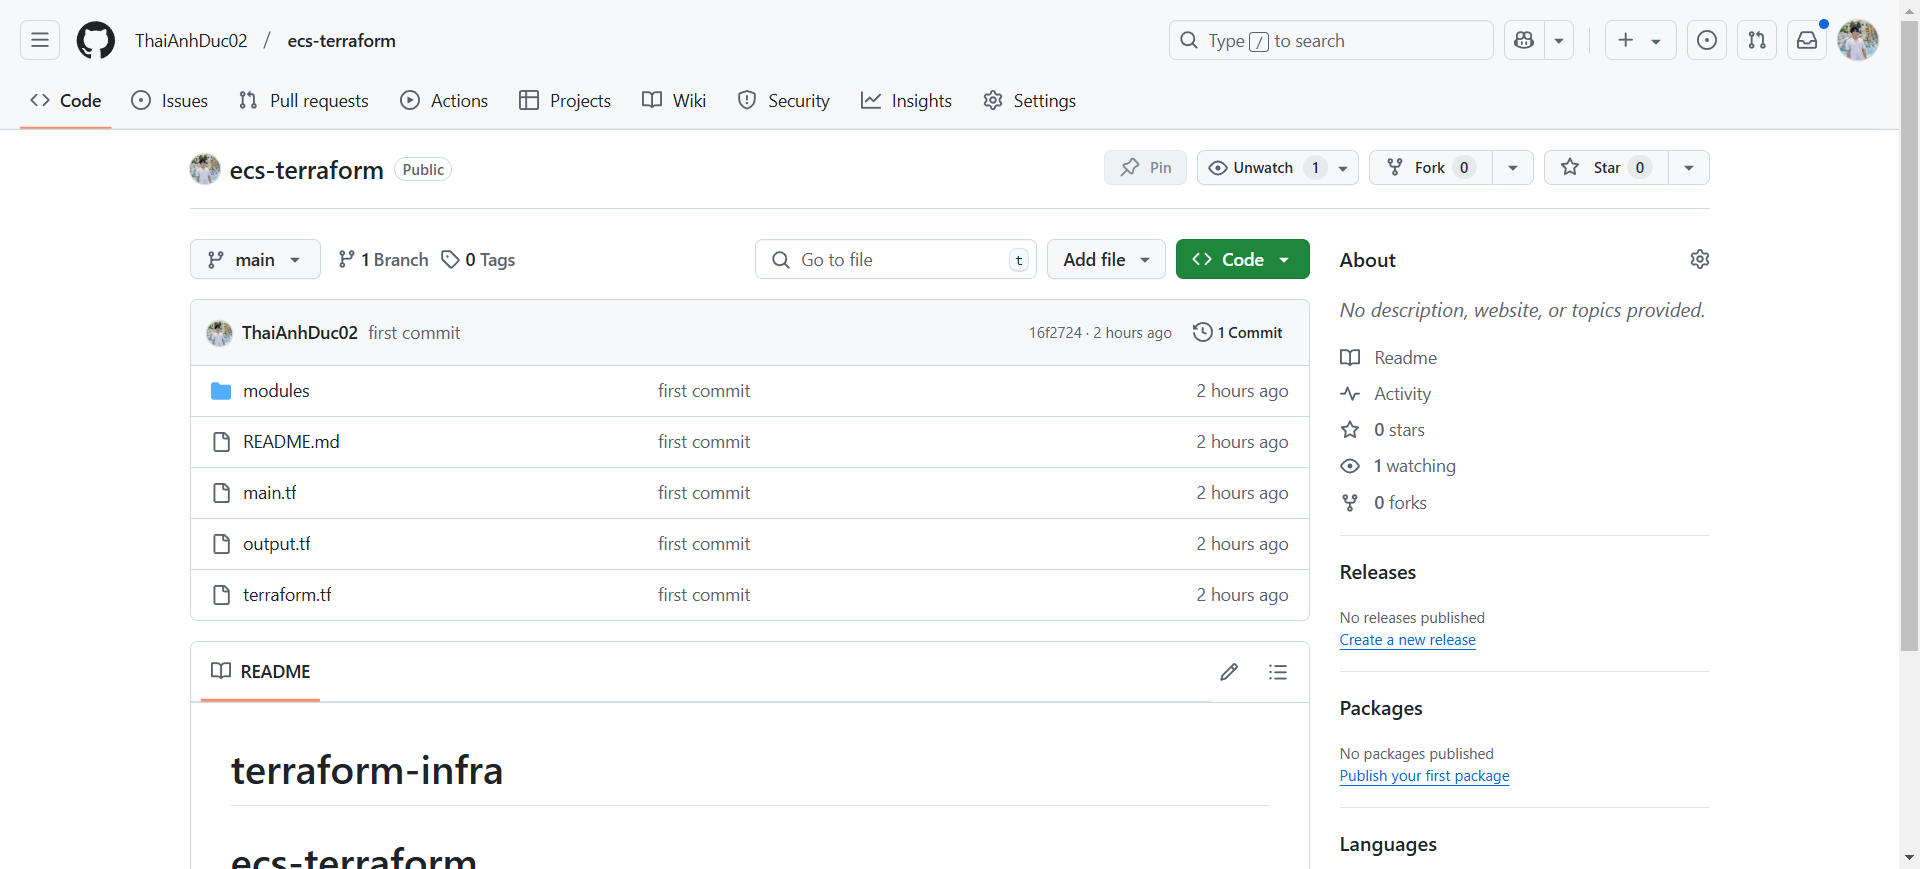 ThaiAnhDuc02 / ecs-terraform
Type / to search
Code Issues Pull requests Actions Projects Wiki Security Insights Settings
ecs-terraform Public
Pin Unwatch 1 Fork 0 Star 0
main 1 Branch 0 Tags Go to file t Add file Code
ThaiAnhDuc02 first commit 16f2724 · 2 hours ago 1 Commit
modules first commit 2 hours ago
README.md first commit 2 hours ago
main.tf first commit 2 hours ago
output.tf first commit 2 hours ago
terraform.tf first commit 2 hours ago
README
terraform-infra
ecs-terraform
About
No description, website, or topics provided.
Readme
Activity
0 stars
1 watching
0 forks
Releases
No releases published
Create a new release
Packages
No packages published
Publish your first package
Languages